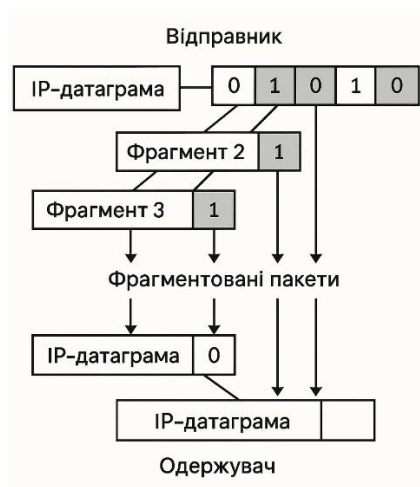 Відправник
IP-датаграма 0 1 0 1 0
Фрагмент 2 1
Фрагмент 3 1
Фрагментовані пакети
IP-датаграма 0
IP-датаграма
Одержувач